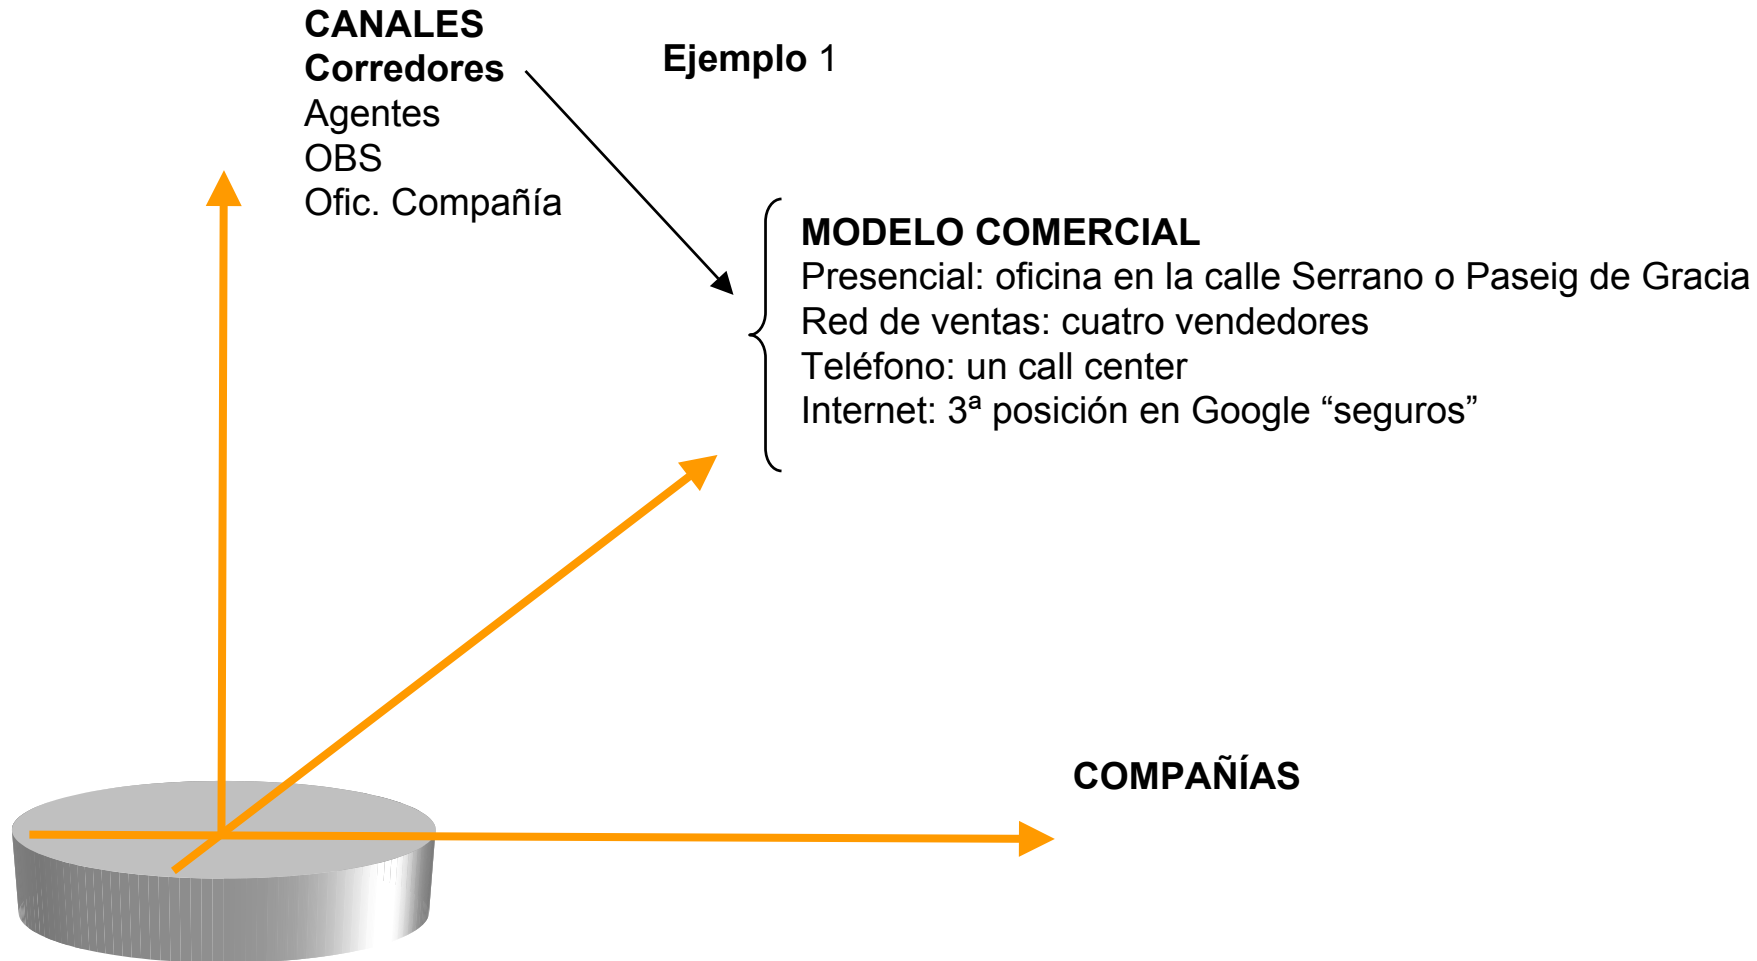 CANALES
Corredores
Agentes
OBS
Ofic. Compañía
Ejemplo 1
MODELO COMERCIAL
Presencial: oficina en la calle Serrano o Paseig de Gracia
Red de ventas: cuatro vendedores
Teléfono: un call center
Internet: 3ª posición en Google “seguros”
COMPAÑÍAS